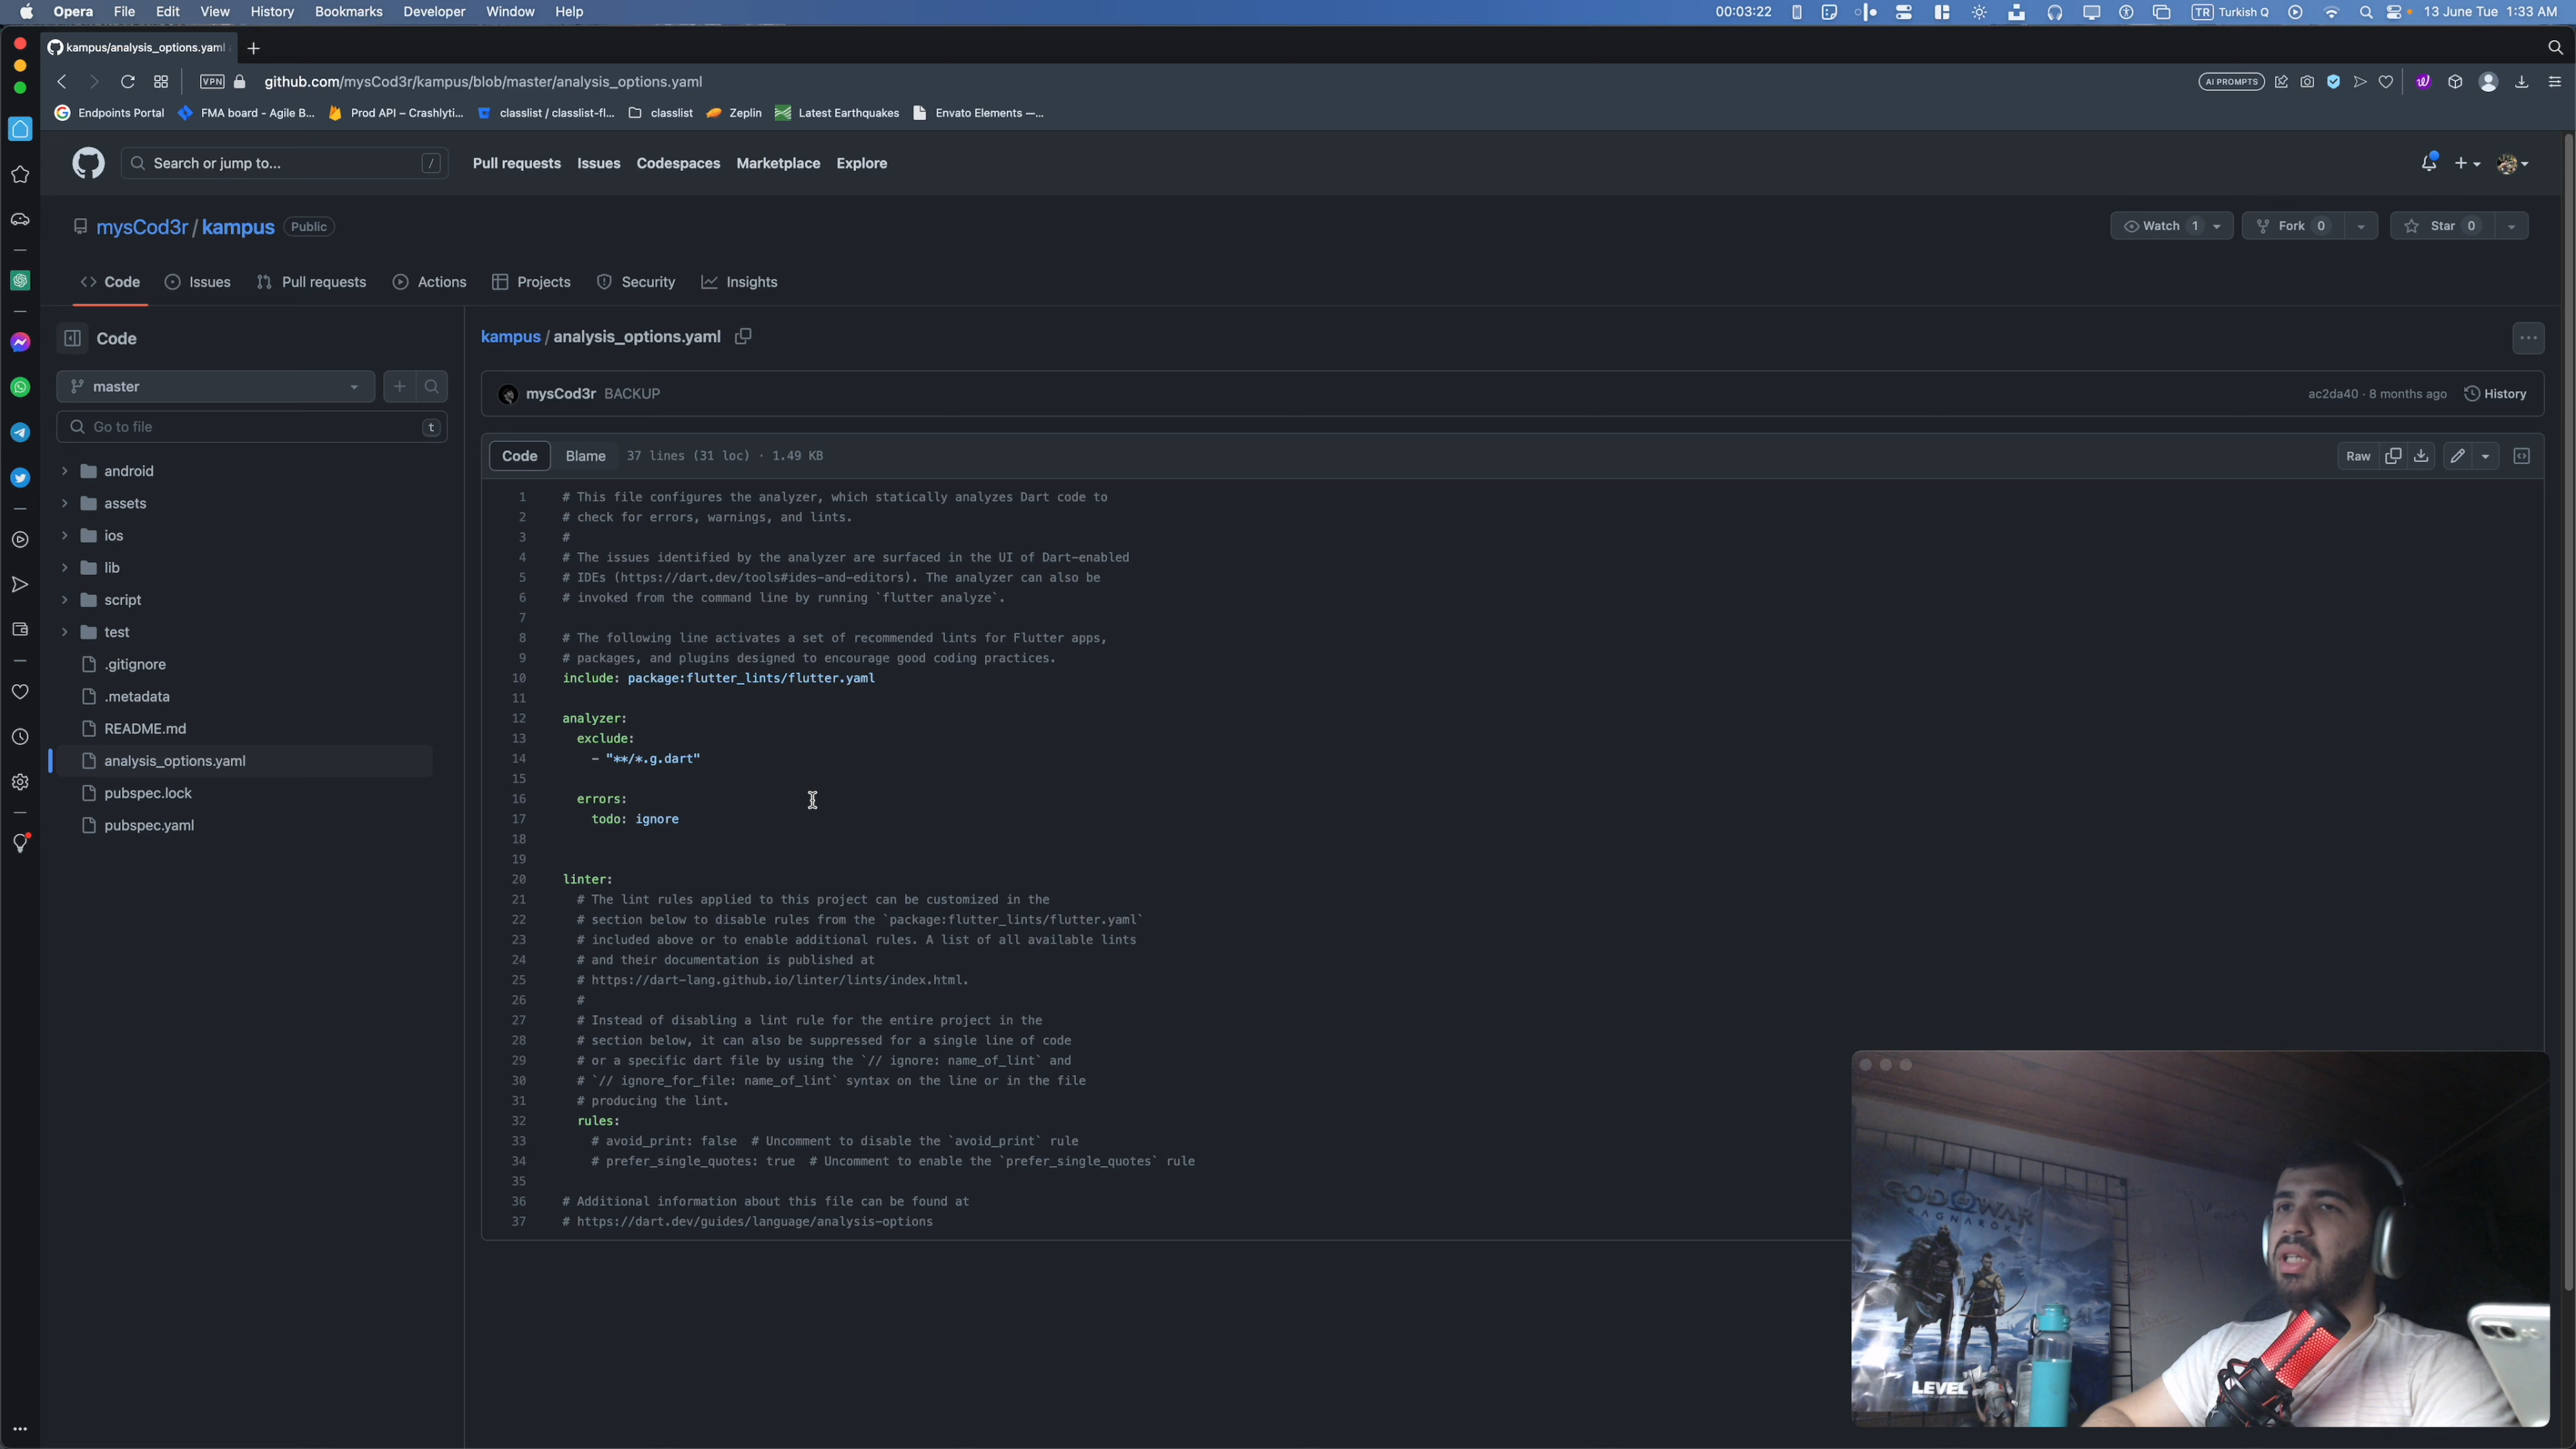 Opera File Edit View History Bookmarks Developer Window Help
00:03:22 TR Turkish Q 13 June Tue 1:33 AM
kampus/analysis_options.yaml
VPN github.com/mysCod3r/kampus/blob/master/analysis_options.yaml AI PROMPTS
Endpoints Portal FMA board - Agile B... Prod API – Crashlyti... classlist / classlist-fl... classlist Zeplin Latest Earthquakes Envato Elements —...
Search or jump to... / Pull requests Issues Codespaces Marketplace Explore
mysCod3r / kampus Public Watch 1 Fork 0 Star 0
Code Issues Pull requests Actions Projects Security Insights
Code
master
Go to file t
android
assets
ios
lib
script
test
.gitignore
.metadata
README.md
analysis_options.yaml
pubspec.lock
pubspec.yaml
kampus / analysis_options.yaml
mysCod3r BACKUP ac2da40 · 8 months ago History
Code Blame 37 lines (31 loc) · 1.49 KB Raw
1 # This file configures the analyzer, which statically analyzes Dart code to
2 # check for errors, warnings, and lints.
3 #
4 # The issues identified by the analyzer are surfaced in the UI of Dart-enabled
5 # IDEs (https://dart.dev/tools#ides-and-editors). The analyzer can also be
6 # invoked from the command line by running `flutter analyze`.
7
8 # The following line activates a set of recommended lints for Flutter apps,
9 # packages, and plugins designed to encourage good coding practices.
10 include: package:flutter_lints/flutter.yaml
11
12 analyzer:
13 exclude:
14 - "**/*.g.dart"
15
16 errors:
17 todo: ignore
18
19
20 linter:
21 # The lint rules applied to this project can be customized in the
22 # section below to disable rules from the `package:flutter_lints/flutter.yaml`
23 # included above or to enable additional rules. A list of all available lints
24 # and their documentation is published at
25 # https://dart-lang.github.io/linter/lints/index.html.
26 #
27 # Instead of disabling a lint rule for the entire project in the
28 # section below, it can also be suppressed for a single line of code
29 # or a specific dart file by using the `// ignore: name_of_lint` and
30 # `// ignore_for_file: name_of_lint` syntax on the line or in the file
31 # producing the lint.
32 rules:
33 # avoid_print: false # Uncomment to disable the `avoid_print` rule
34 # prefer_single_quotes: true # Uncomment to enable the `prefer_single_quotes` rule
35
36 # Additional information about this file can be found at
37 # https://dart.dev/guides/language/analysis-options
GOD OF WAR
RAGNARÖK
LEVEL